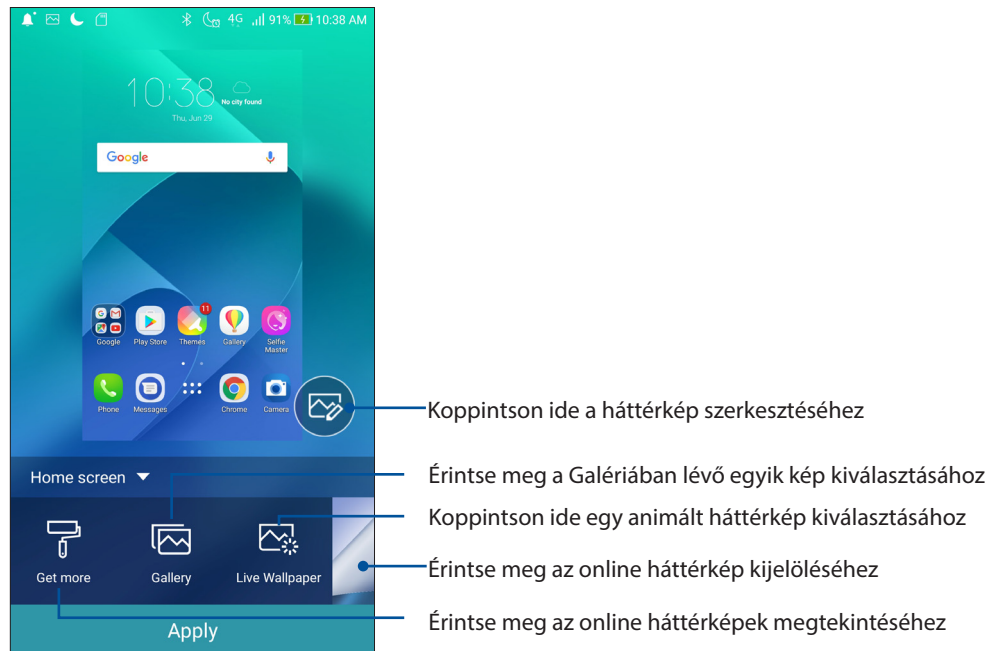 4G 91% 10:38 AM
10:38
No city found
Thu, Jun 29
Google
11
Google Play Store Themes Gallery Selfie Master
Phone Messages Chrome Camera
Koppintson ide a háttérkép szerkesztéséhez
Home screen
Érintse meg a Galériában lévő egyik kép kiválasztásához
Koppintson ide egy animált háttérkép kiválasztásához
Get more Gallery Live Wallpaper
Érintse meg az online háttérkép kijelöléséhez
Érintse meg az online háttérképek megtekintéséhez
Apply